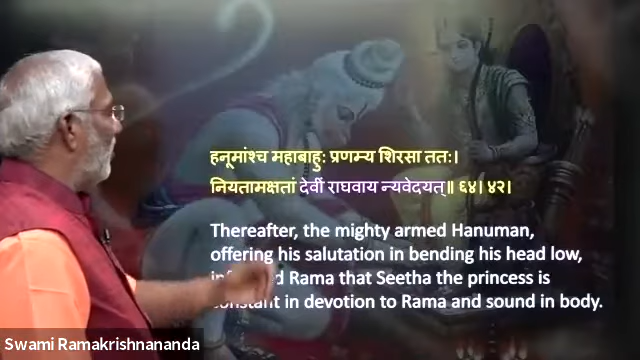 हनूमांश्च महाबाहुः प्रणम्य शिरसा ततः।
नियतामक्षतां देवीं राघवाय न्यवेदयत्॥ ६४। ४२।
Thereafter, the mighty armed Hanuman,
offering his salutation in bending his head low,
Rama that Seetha the princess is
in devotion to Rama and sound in body.
Swami Ramakrishnananda